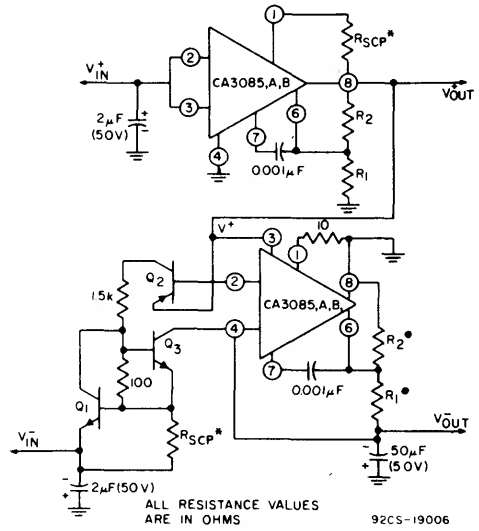 1
RSCP*
V+IN
2
CA3085,A,B
8
V+OUT
2µF
(50V)
+
-
3
6
R2
7
4
0.001µF
R1
V+
10
3
1
Q2
2
CA3085,A,B,
8
1.5k
Q3
4
6
R2•
7
0.001µF
100
Q1
R1•
V-IN
RSCP*
V-OUT
-
+
50µF
(50V)
-
+
2µF(50V)
ALL RESISTANCE VALUES
ARE IN OHMS
92CS-19006